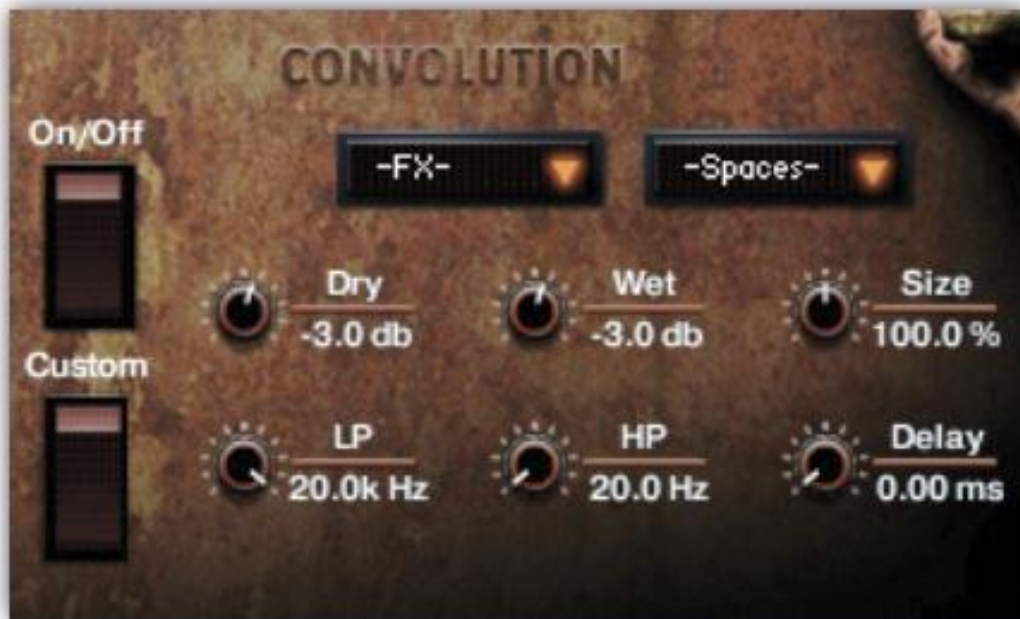 CONVOLUTION
On/Off
-FX-
-Spaces-
Dry
-3.0 db
Wet
-3.0 db
Size
100.0 %
Custom
LP
20.0k Hz
HP
20.0 Hz
Delay
0.00 ms